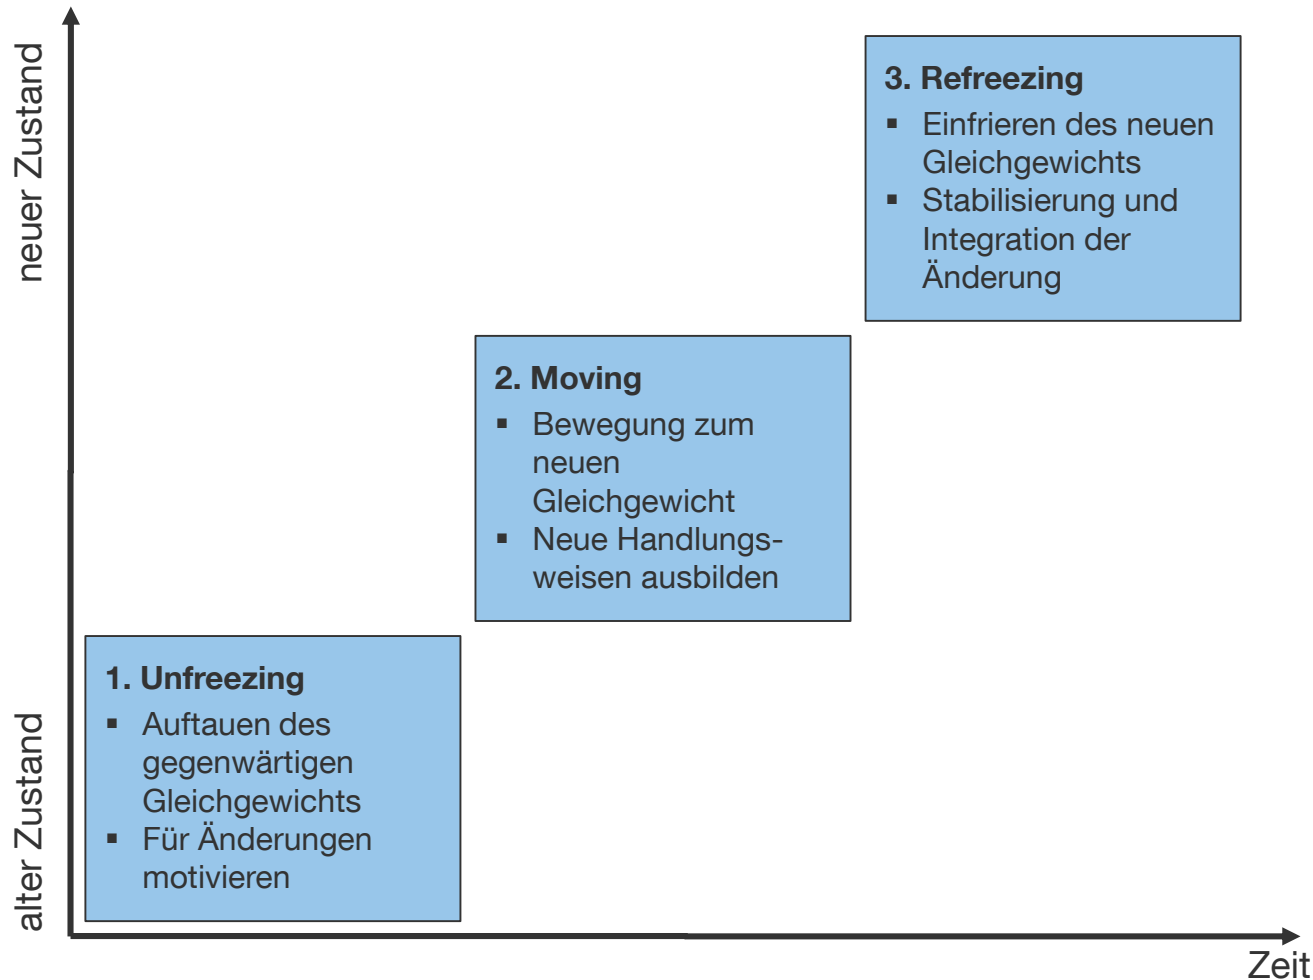 neuer Zustand
alter Zustand
3. Refreezing
▪ Einfrieren des neuen
Gleichgewichts
▪ Stabilisierung und
Integration der
Änderung
2. Moving
▪ Bewegung zum
neuen
Gleichgewicht
▪ Neue Handlungs-
weisen ausbilden
1. Unfreezing
▪ Auftauen des
gegenwärtigen
Gleichgewichts
▪ Für Änderungen
motivieren
Zeit